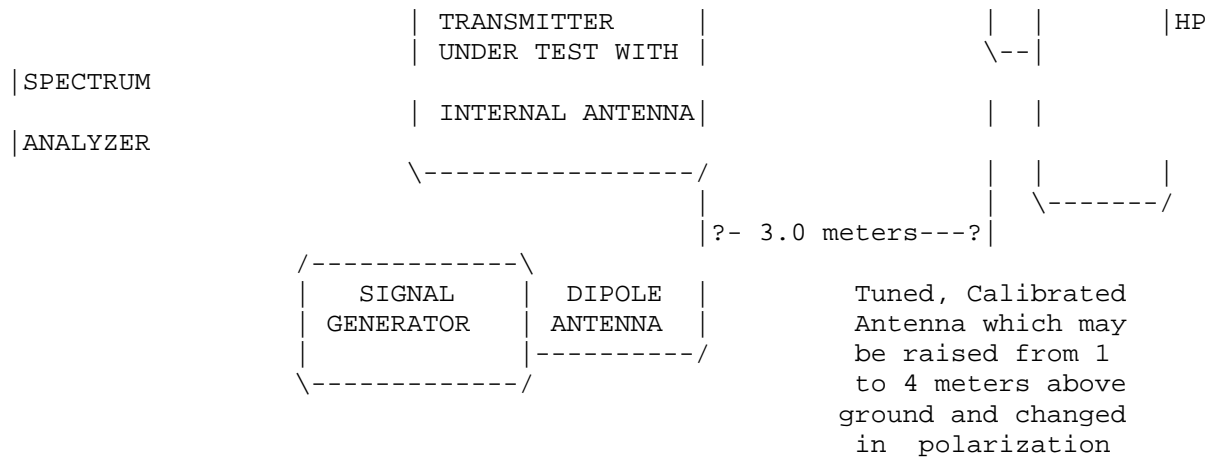 | TRANSMITTER | | | |HP
| UNDER TEST WITH | \--|
|SPECTRUM
| INTERNAL ANTENNA| | |
|ANALYZER
\-----------------/ | | |
| | \-------/
|?- 3.0 meters---?|
/-------------\
| SIGNAL | DIPOLE | Tuned, Calibrated
| GENERATOR | ANTENNA | Antenna which may
| |----------/ be raised from 1
\-------------/ to 4 meters above
ground and changed
in polarization